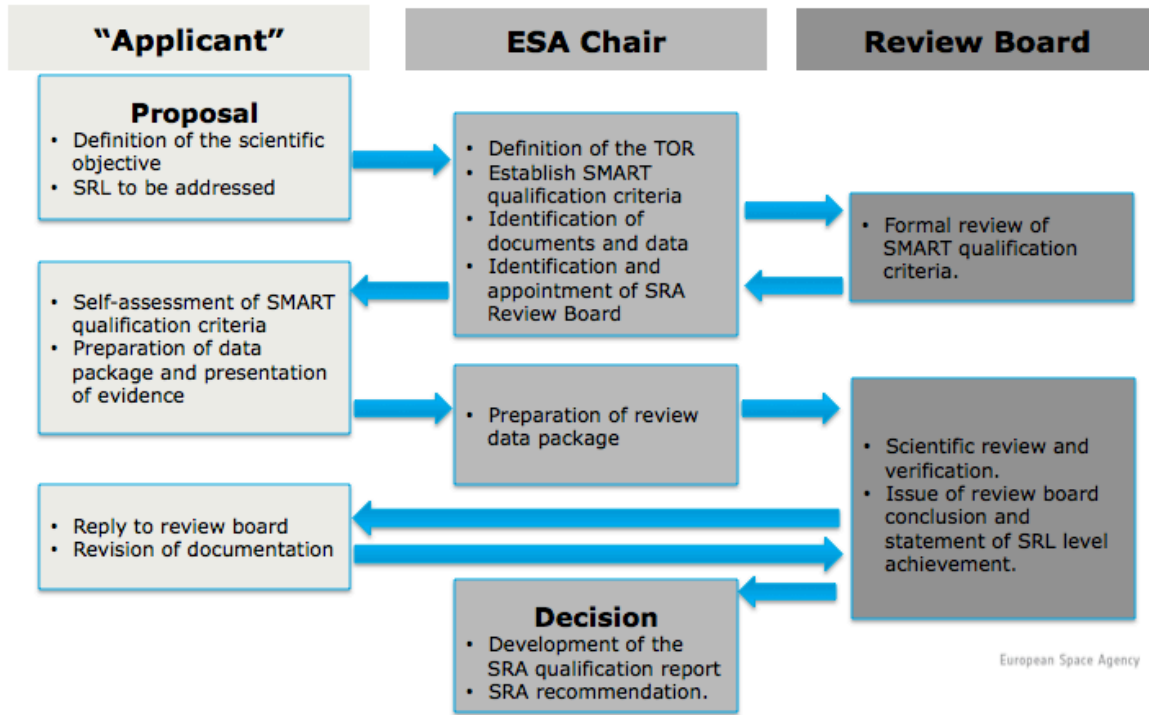 “Applicant”
ESA Chair
Review Board
Proposal
• Definition of the scientific
objective
• SRL to be addressed
• Definition of the TOR
• Establish SMART
qualification criteria
• Identification of
documents and data
• Identification and
appointment of SRA
Review Board
• Formal review of
SMART qualification
criteria.
• Self-assessment of SMART
qualification criteria
• Preparation of data
package and presentation
of evidence
• Preparation of review
data package
• Scientific review and
verification.
• Issue of review board
conclusion and
statement of SRL level
achievement.
• Reply to review board
• Revision of documentation
Decision
• Development of the
SRA qualification report
• SRA recommendation.
European Space Agency